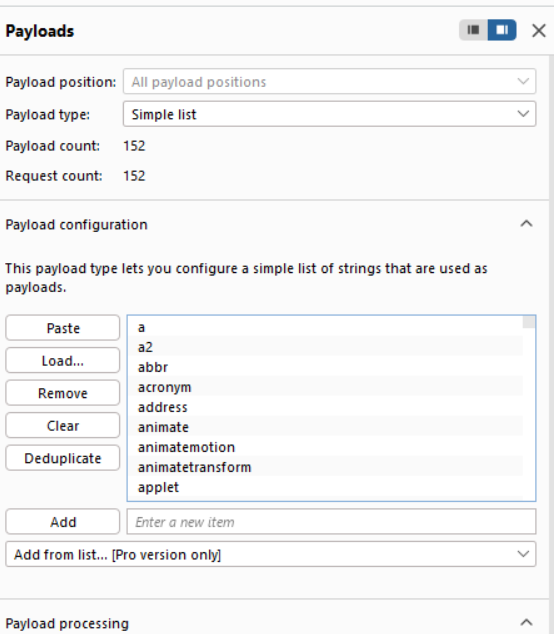 Payloads
Payload position: All payload positions
Payload type: Simple list
Payload count: 152
Request count: 152
Payload configuration
This payload type lets you configure a simple list of strings that are used as
payloads.
Paste
Load...
Remove
Clear
Deduplicate
a
a2
abbr
acronym
address
animate
animatemotion
animatetransform
applet
Add Enter a new item
Add from list... [Pro version only]
Payload processing